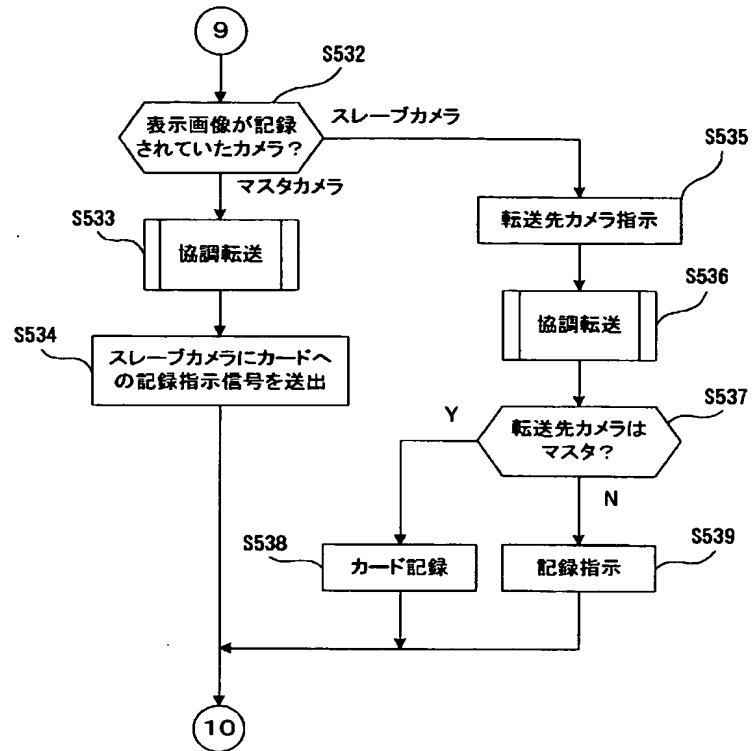 9
S532
表示画像が記録
されていたカメラ？
スレーブカメラ
マスタカメラ
S535
転送先カメラ指示
S533
協調転送
S536
協調転送
S534
スレーブカメラにカードへ
の記録指示信号を送出
S537
転送先カメラは
マスタ？
Y
N
S538
カード記録
S539
記録指示
10